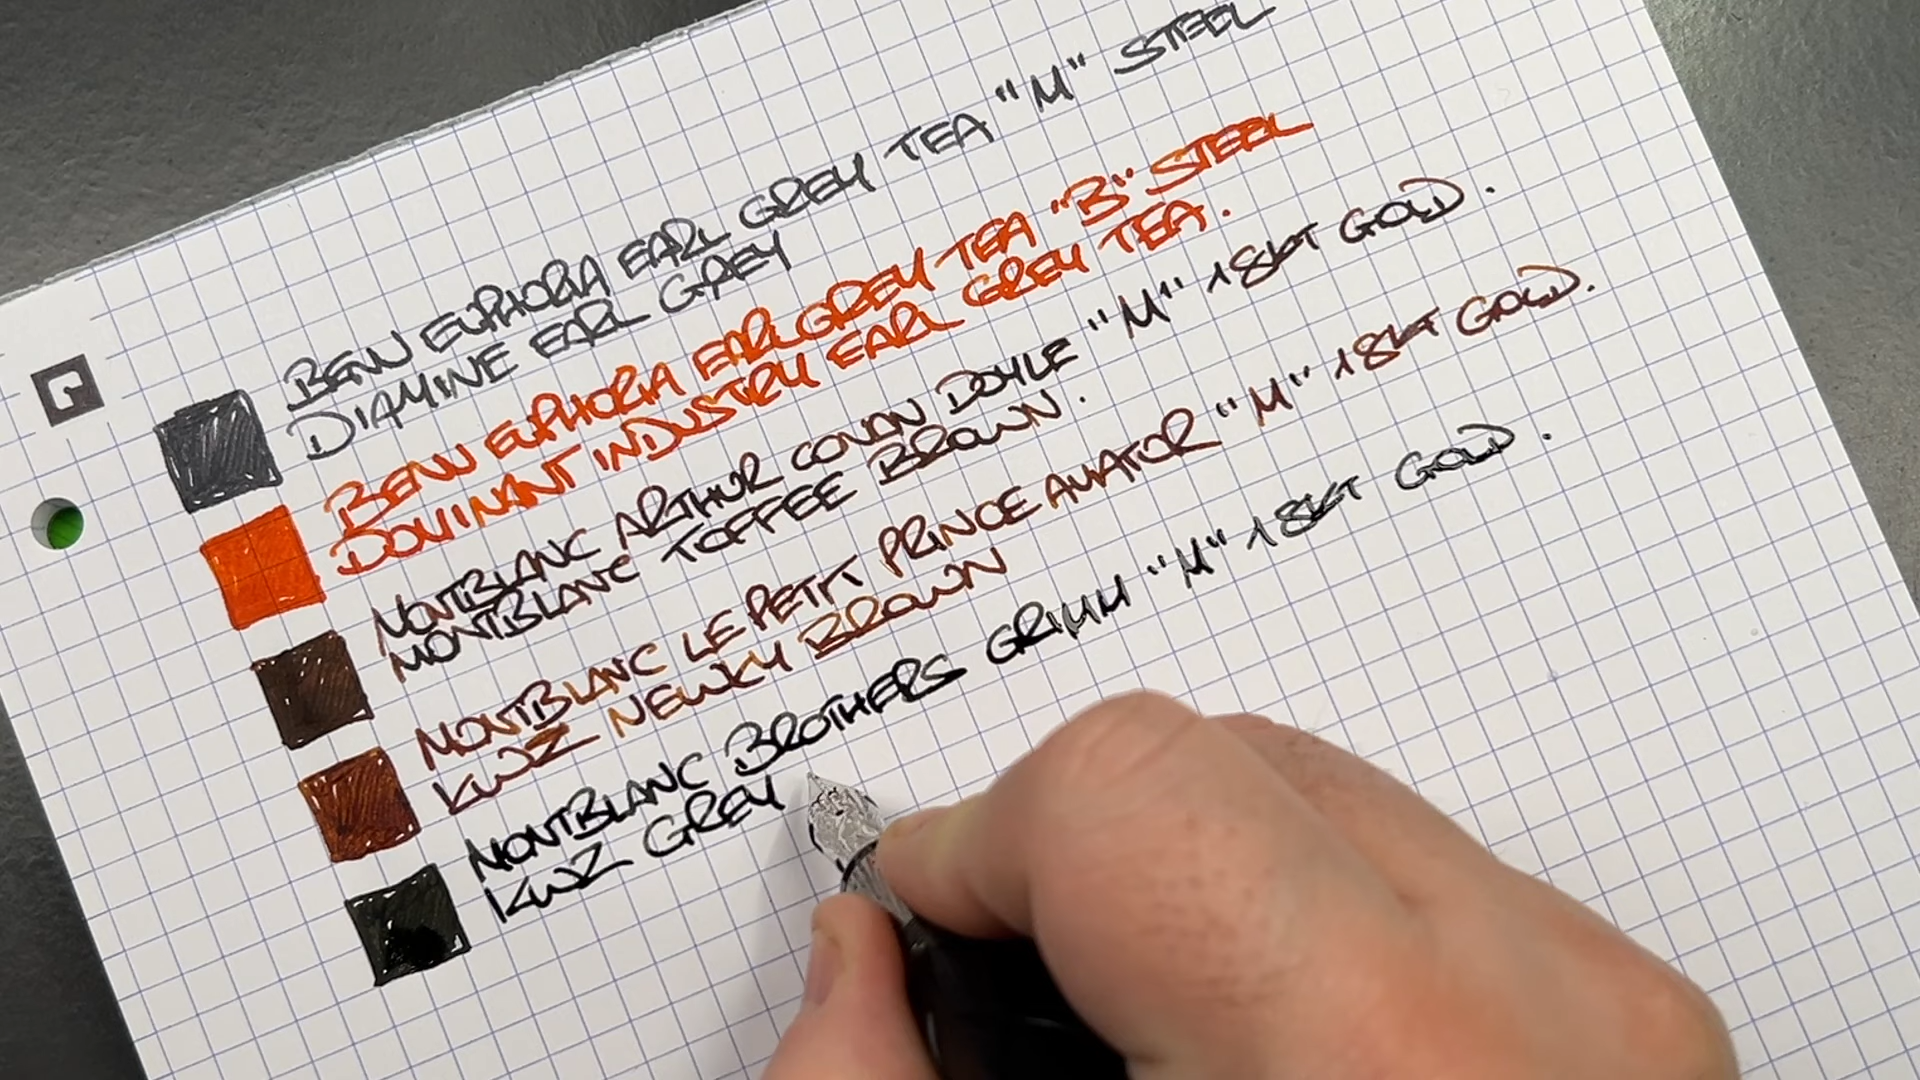 BENU EUPHORIA EARL GREY TEA "M" STEEL
DIAMINE EARL GREY
BENU EUPHORIA EARL GREY TEA "B" STEEL
DOMINANT INDUSTRY EARL GREY TEA.
MONTBLANC ARTHUR CONAN DOYLE "M" 18KT GOLD.
MONTBLANC TOFFEE BROWN.
MONTBLANC LE PETIT PRINCE AVIATOR "M" 18KT GOLD.
KWZ NEWKY BROWN
MONTBLANC BROTHERS GRIMM "M" 18KT GOLD.
KWZ GREY